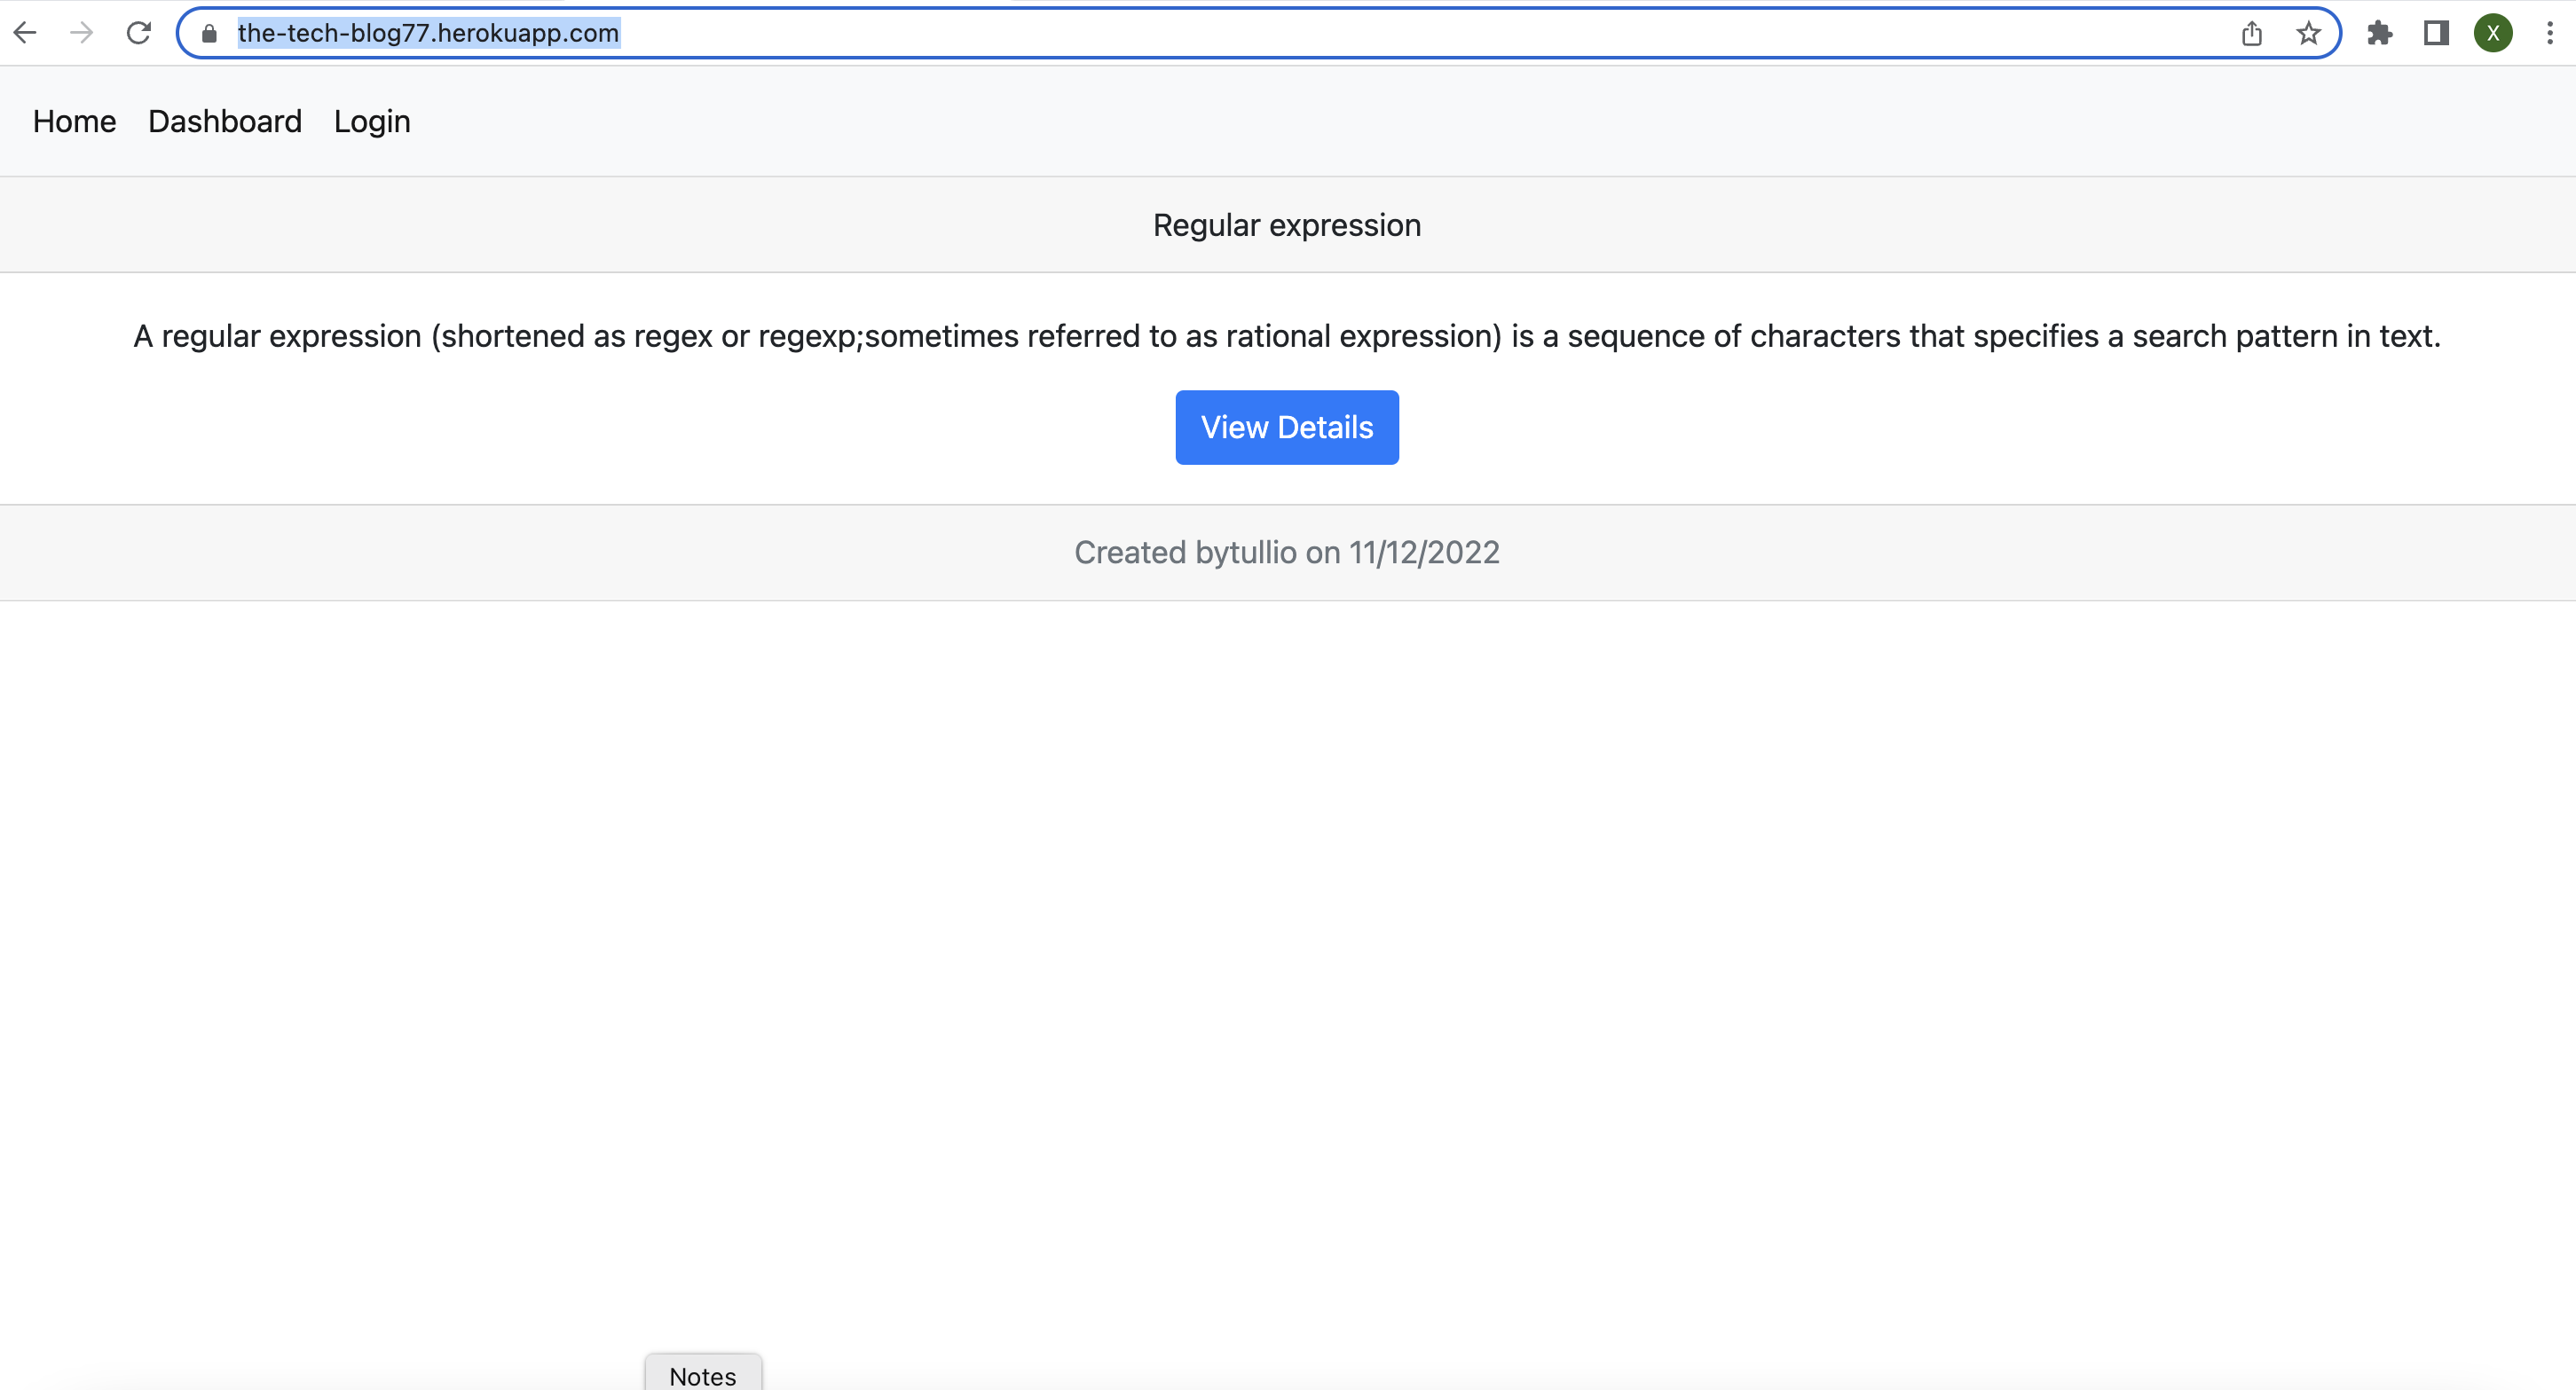 the-tech-blog77.herokuapp.com
X
Home Dashboard Login
Regular expression
A regular expression (shortened as regex or regexp;sometimes referred to as rational expression) is a sequence of characters that specifies a search pattern in text.
View Details
Created bytullio on 11/12/2022
Notes